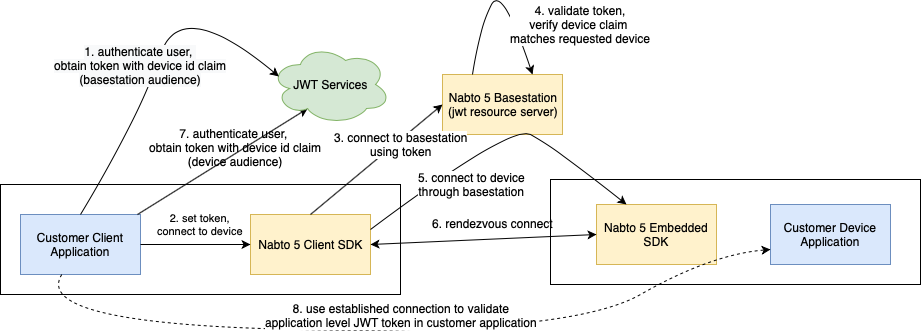 4. validate token,
verify device claim
matches requested device
1. authenticate user,
obtain token with device id claim
(basestation audience)
JWT Services
Nabto 5 Basestation
(jwt resource server)
7. authenticate user,
obtain token with device id claim
(device audience)
3. connect to basestation
using token
5. connect to device
through basestation
2. set token,
connect to device
6. rendezvous connect
Customer Client
Application
Nabto 5 Client SDK
Nabto 5 Embedded
SDK
Customer Device
Application
8. use established connection to validate
application level JWT token in customer application